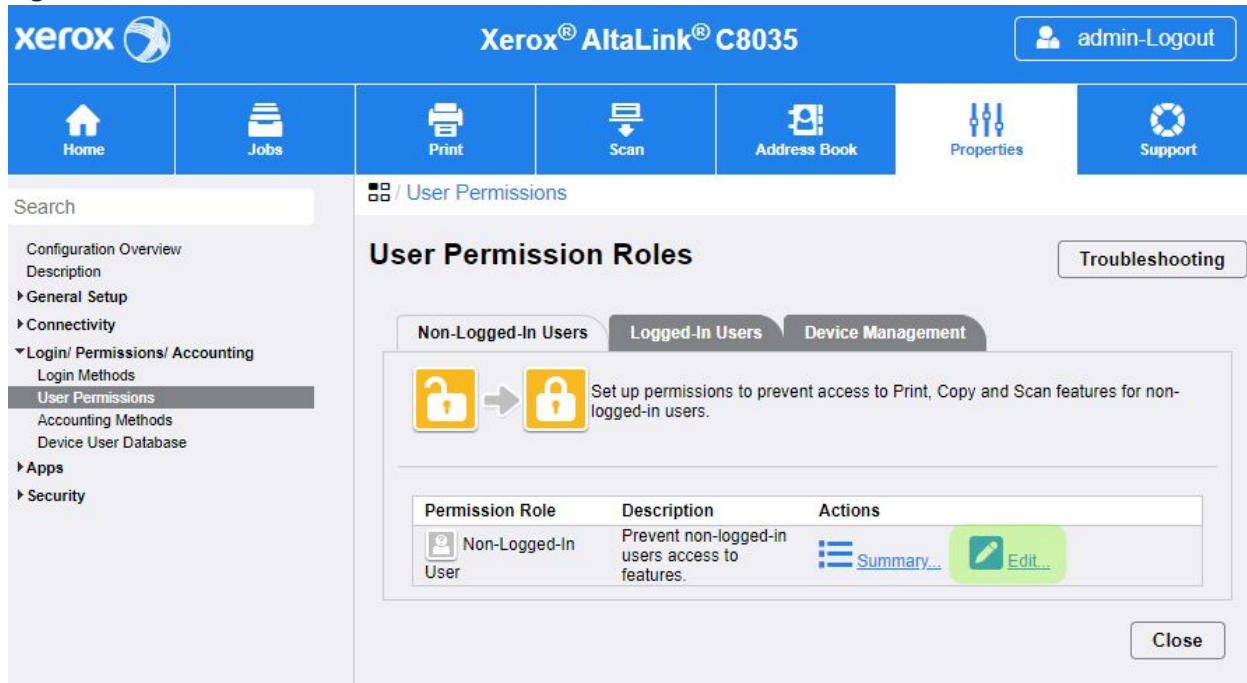 xerox
Xerox® AltaLink® C8035
admin-Logout
Home
Jobs
Print
Scan
Address Book
Properties
Support
Search
/ User Permissions
Configuration Overview
Description
General Setup
Connectivity
Login/ Permissions/ Accounting
Login Methods
User Permissions
Accounting Methods
Device User Database
Apps
Security
User Permission Roles
Troubleshooting
Non-Logged-In Users
Logged-In Users
Device Management
Set up permissions to prevent access to Print, Copy and Scan features for non-
logged-in users.
Permission Role Description Actions
Non-Logged-In
User
Prevent non-logged-in
users access to
features.
Summary...
Edit...
Close